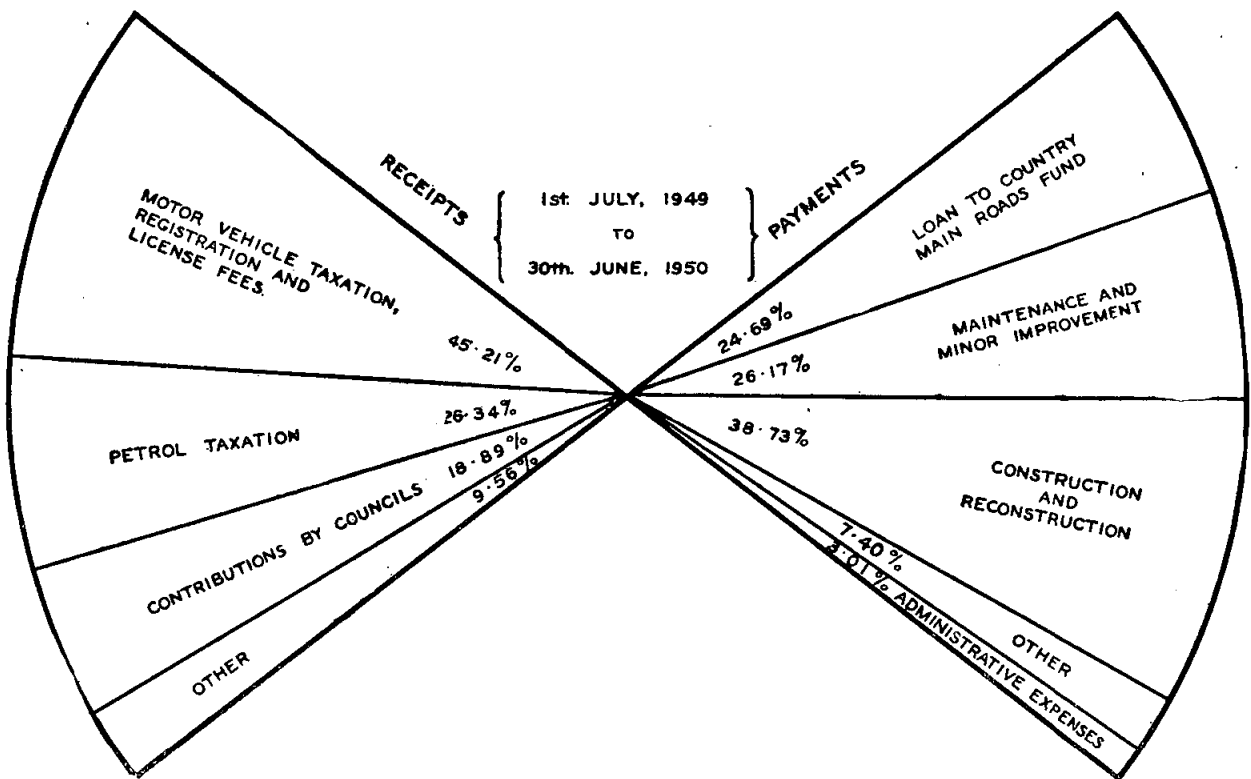 RECEIPTS
1st. JULY, 1949
TO
30th. JUNE, 1950
PAYMENTS
MOTOR VEHICLE TAXATION,
REGISTRATION AND
LICENSE FEES.
45·21%
PETROL TAXATION
26·34%
CONTRIBUTIONS BY COUNCILS 18·89%
OTHER
9·56%
LOAN TO COUNTRY
MAIN ROADS FUND
24·69%
MAINTENANCE AND
MINOR IMPROVEMENT
26·17%
38·73%
CONSTRUCTION
AND
RECONSTRUCTION
7·40%
OTHER
3·01% ADMINISTRATIVE EXPENSES